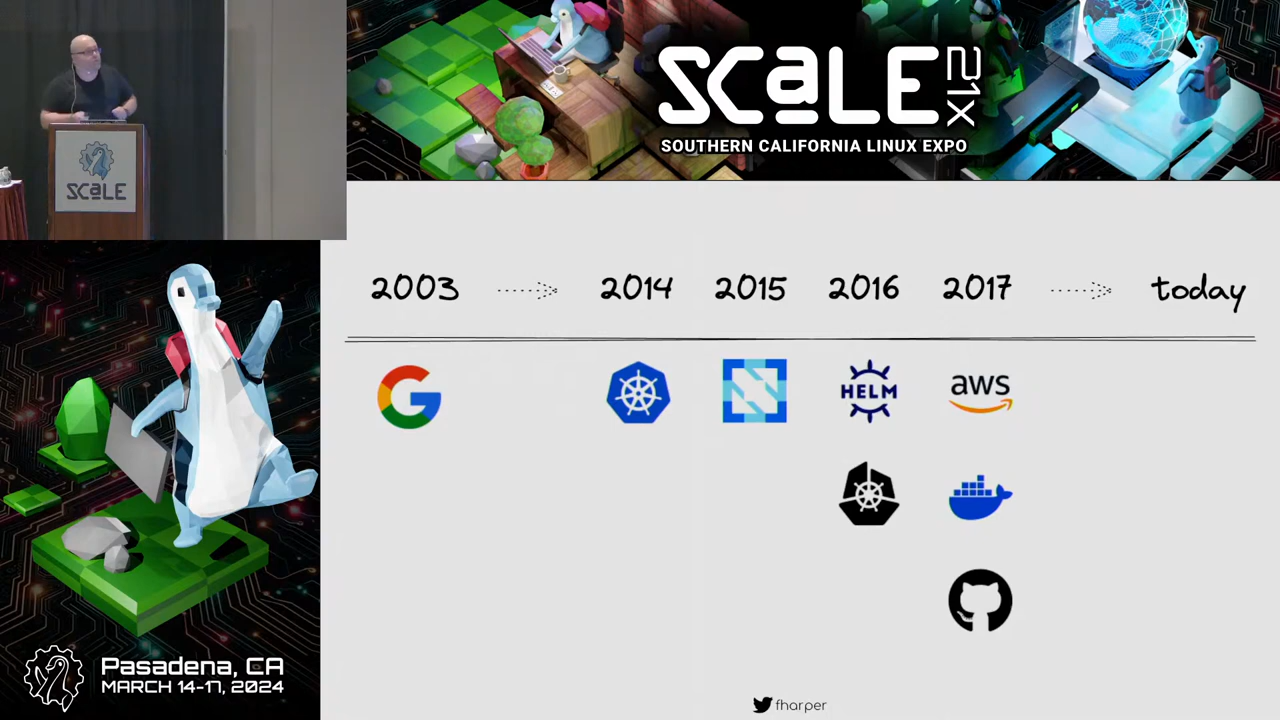 SCaLE 21X
SOUTHERN CALIFORNIA LINUX EXPO
SCaLE
2003 2014 2015 2016 2017 today
HELM aws
Pasadena, CA
MARCH 14-17, 2024
fharper